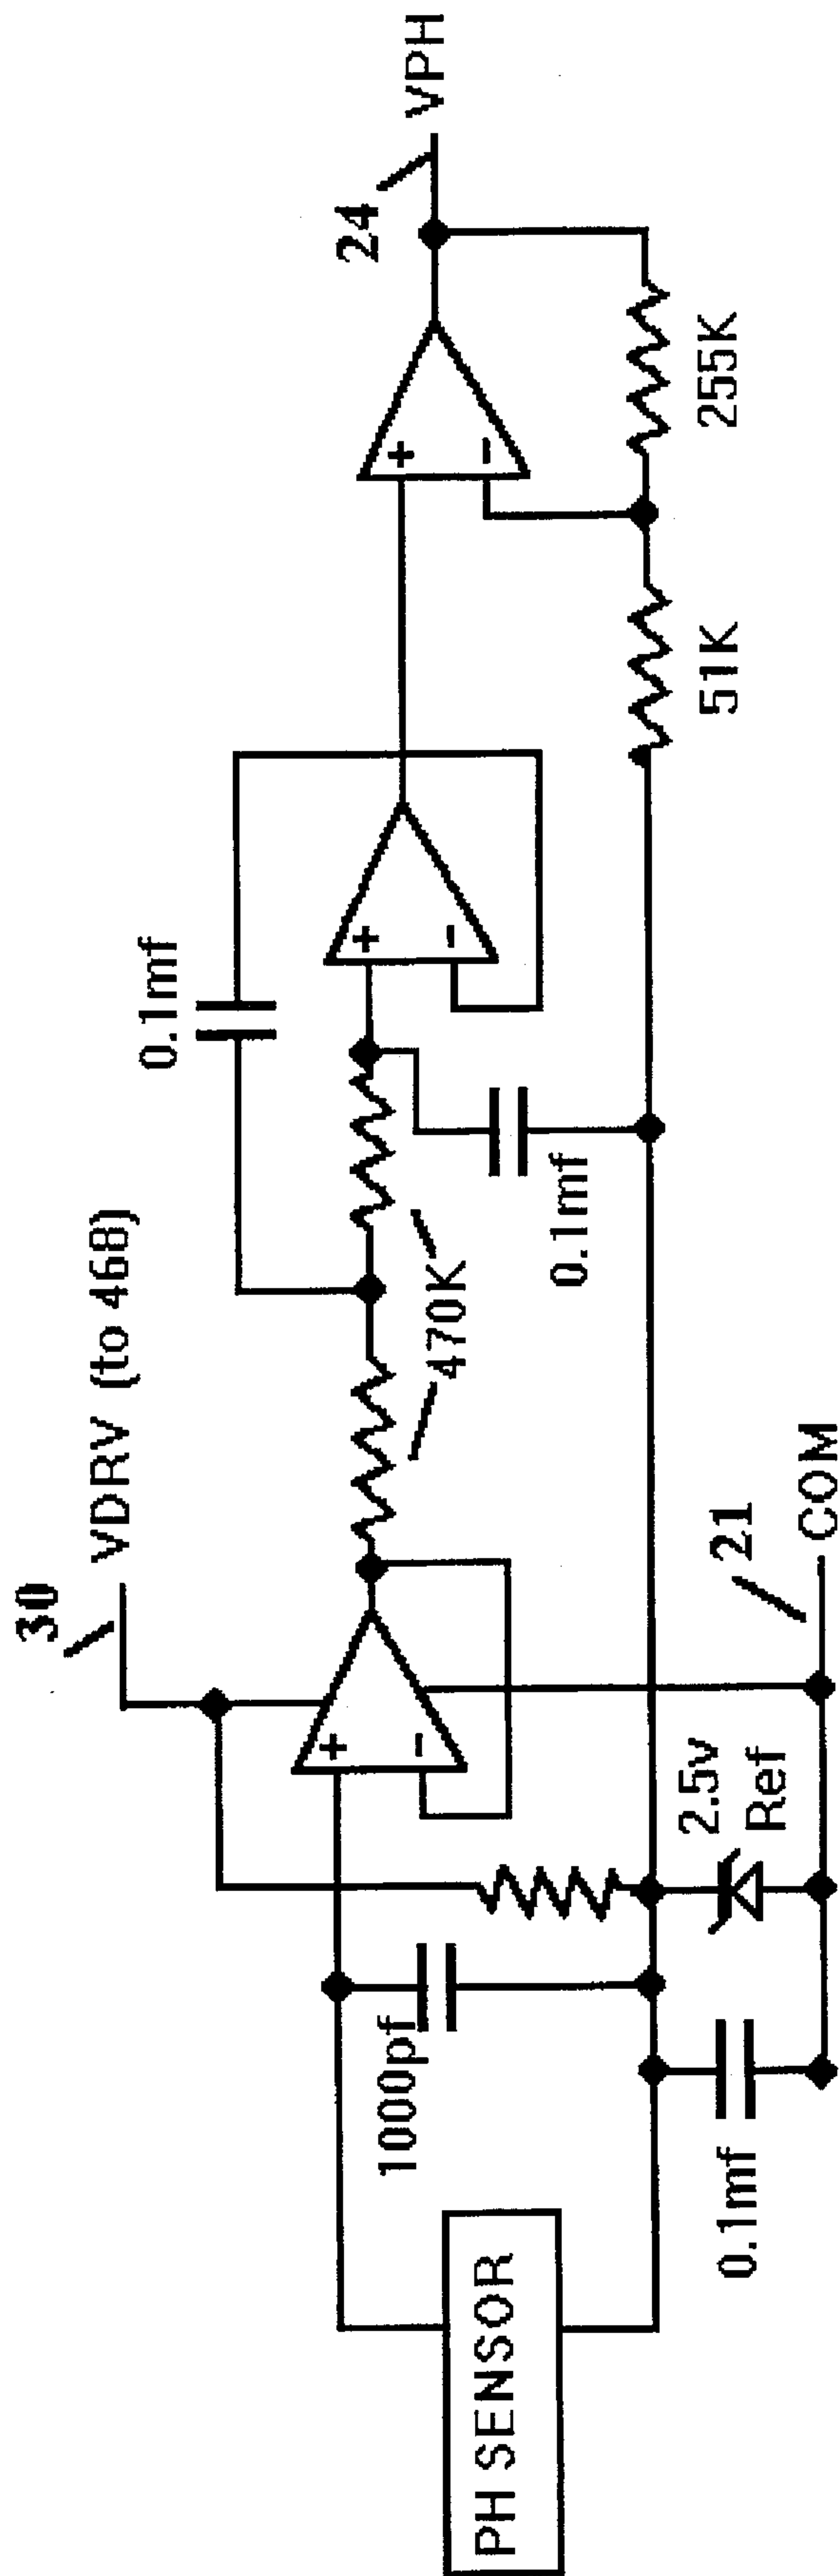 30
VDRV (to 468)
0.1mf
24
VPH
470K
0.1mf
+
-
+
-
+
-
PH SENSOR
1000pf
0.1mf
2.5v
Ref
21
COM
51K
255K